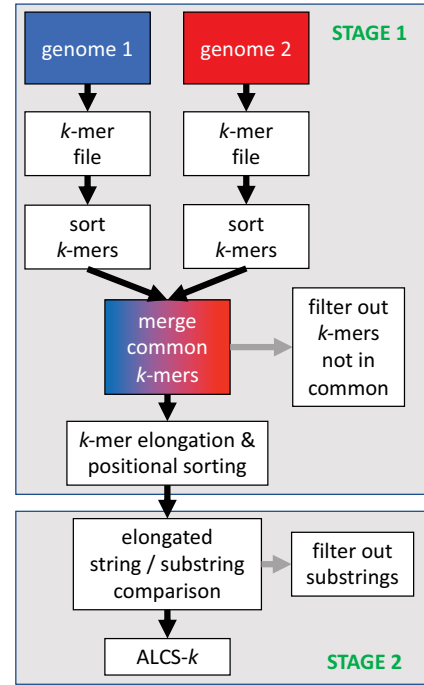 STAGE 1
genome 1
genome 2
k-mer
file
k-mer
file
sort
k-mers
sort
k-mers
merge
common
k-mers
filter out
k-mers
not in
common
k-mer elongation &
positional sorting
elongated
string / substring
comparison
filter out
substrings
ALCS-k
STAGE 2